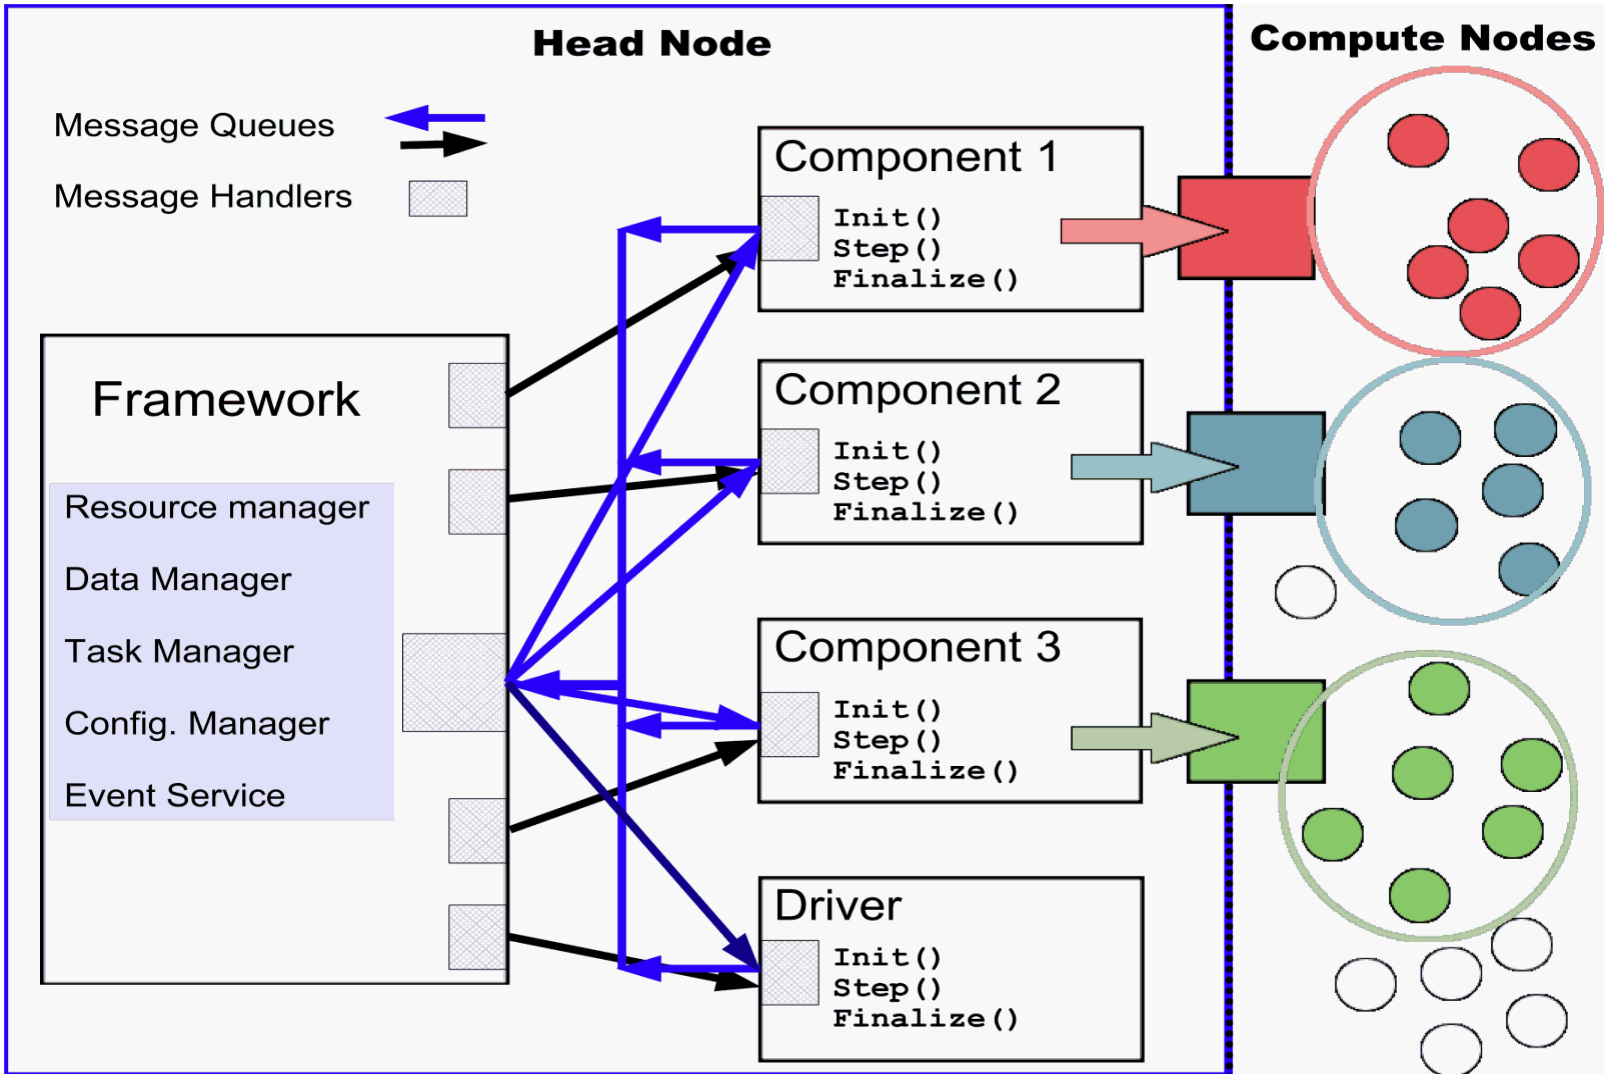 Head Node
Compute Nodes
Message Queues
Message Handlers
Component 1
Init()
Step()
Finalize()
Framework
Resource manager
Data Manager
Task Manager
Config. Manager
Event Service
Component 2
Init()
Step()
Finalize()
Component 3
Init()
Step()
Finalize()
Driver
Init()
Step()
Finalize()